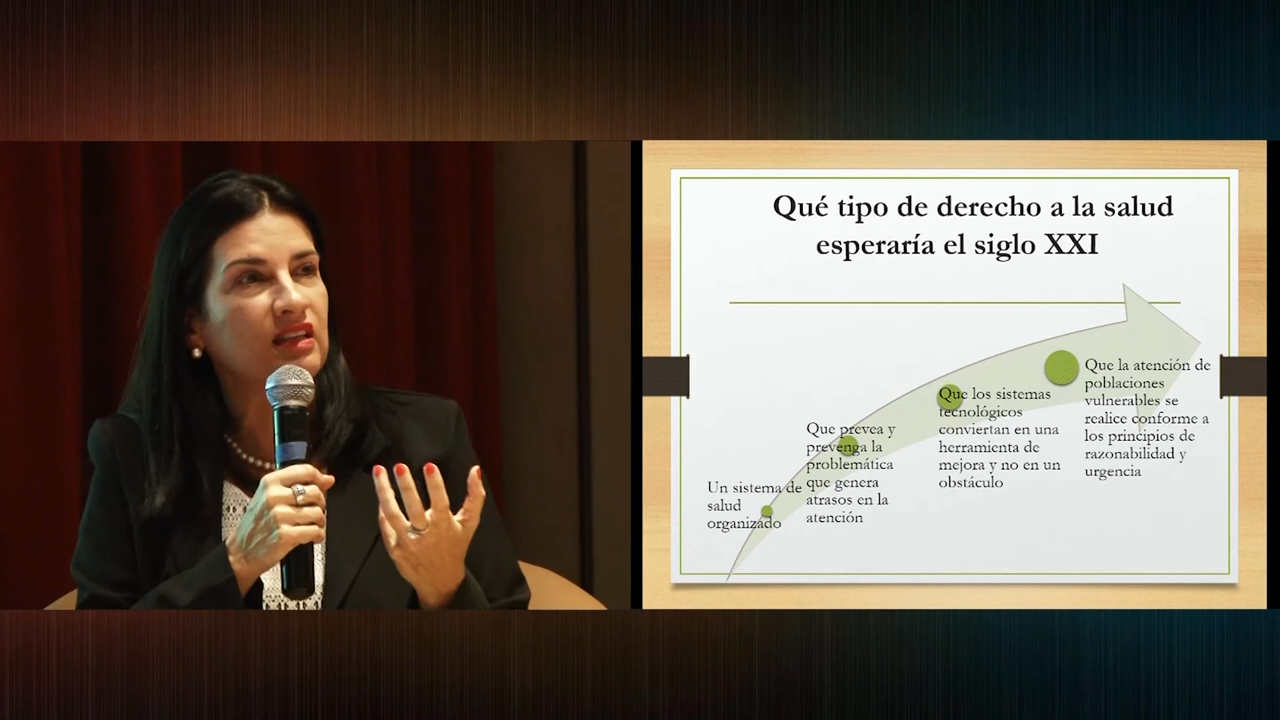 Qué tipo de derecho a la salud
esperaría el siglo XXI
Un sistema de
salud
organizado
Que prevea y
prevenga la
problemática
que genera
atrasos en la
atención
Que los sistemas
tecnológicos
conviertan en una
herramienta de
mejora y no en un
obstáculo
Que la atención de
poblaciones
vulnerables se
realice conforme a
los principios de
razonabilidad y
urgencia